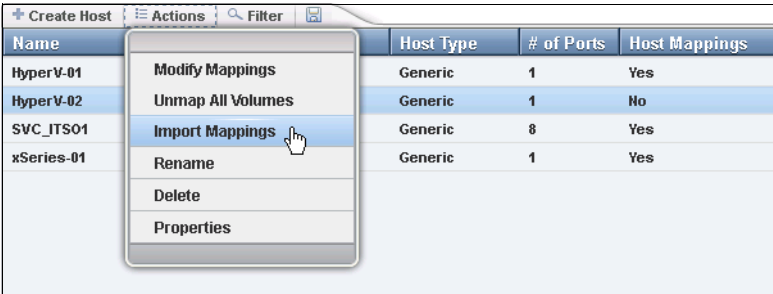 Create Host Actions Filter
Name Host Type # of Ports Host Mappings
HyperV-01 Generic 1 Yes
HyperV-02 Generic 1 No
SVC_ITSO1 Generic 8 Yes
xSeries-01 Generic 1 Yes
Modify Mappings
Unmap All Volumes
Import Mappings
Rename
Delete
Properties